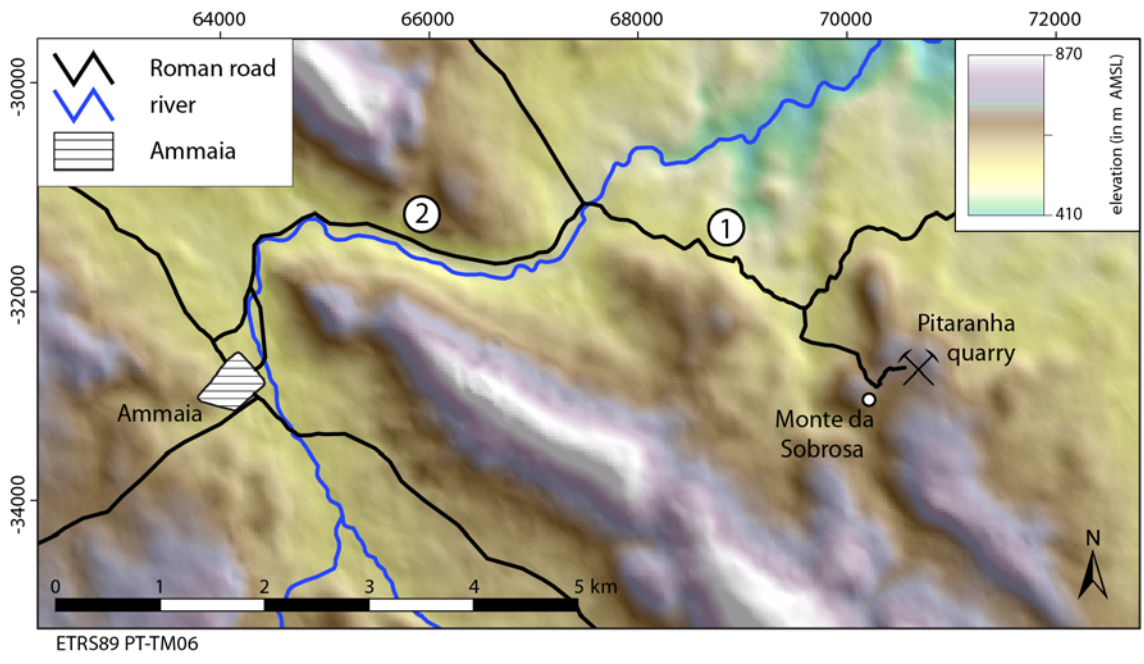 64000 66000 68000 70000 72000
-30000
-32000
-34000
Roman road
river
Ammaia
870
410
elevation (in m AMSL)
2
1
Pitaranha
quarry
Ammaia
Monte da
Sobrosa
N
0 1 2 3 4 5 km
ETRS89 PT-TM06